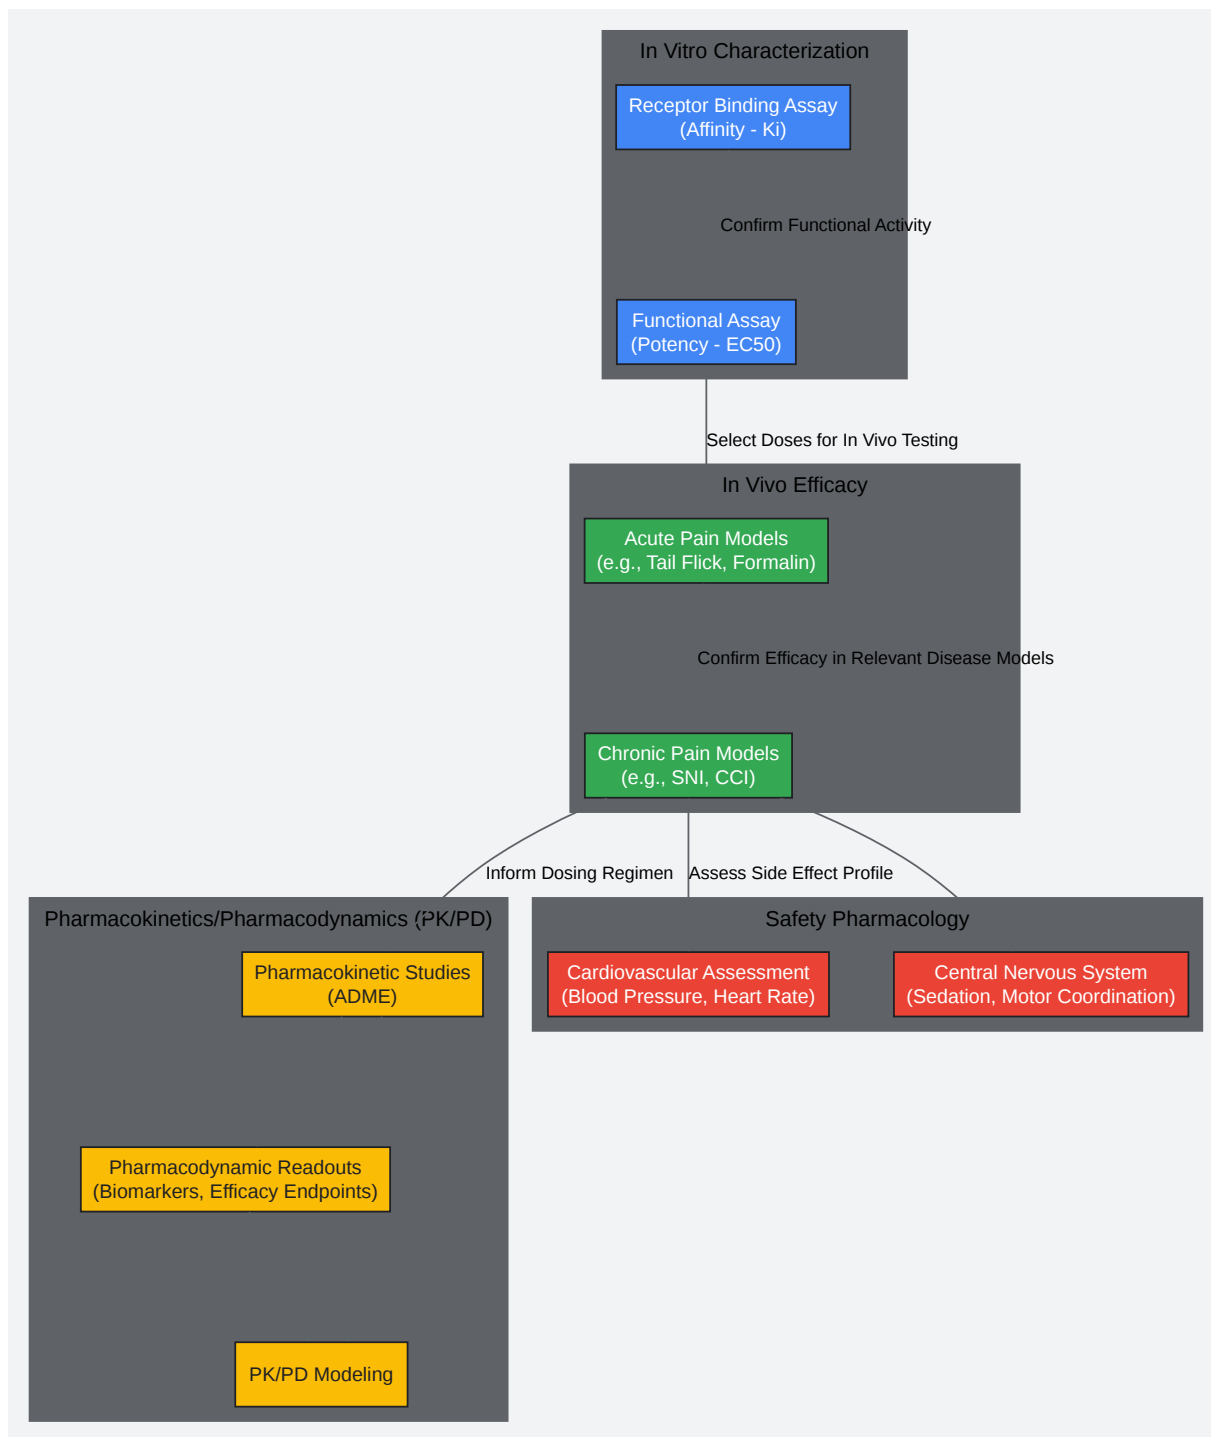 In Vitro Characterization
Receptor Binding Assay
(Affinity - Ki)
Confirm Functional Activity
Functional Assay
(Potency - EC50)
Select Doses for In Vivo Testing
In Vivo Efficacy
Acute Pain Models
(e.g., Tail Flick, Formalin)
Confirm Efficacy in Relevant Disease Models
Chronic Pain Models
(e.g., SNI, CCI)
Inform Dosing Regimen
Assess Side Effect Profile
Pharmacokinetics/Pharmacodynamics (PK/PD)
Pharmacokinetic Studies
(ADME)
Pharmacodynamic Readouts
(Biomarkers, Efficacy Endpoints)
PK/PD Modeling
Safety Pharmacology
Cardiovascular Assessment
(Blood Pressure, Heart Rate)
Central Nervous System
(Sedation, Motor Coordination)